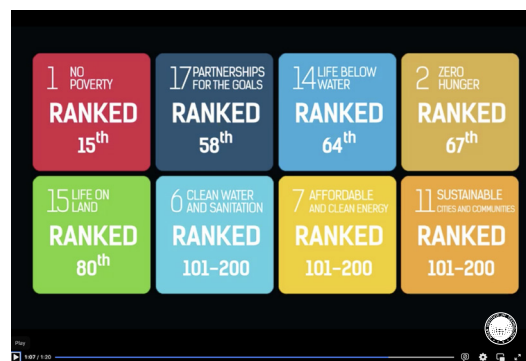 1 NO
POVERTY
RANKED
15th
17 PARTNERSHIPS
FOR THE GOALS
RANKED
58th
14 LIFE BELOW
WATER
RANKED
64th
2 ZERO
HUNGER
RANKED
67th
15 LIFE ON
LAND
RANKED
80th
6 CLEAN WATER
AND SANITATION
RANKED
101-200
7 AFFORDABLE
AND CLEAN ENERGY
RANKED
101-200
11 SUSTAINABLE
CITIES AND COMMUNITIES
RANKED
101-200
Play
1:07 / 1:20